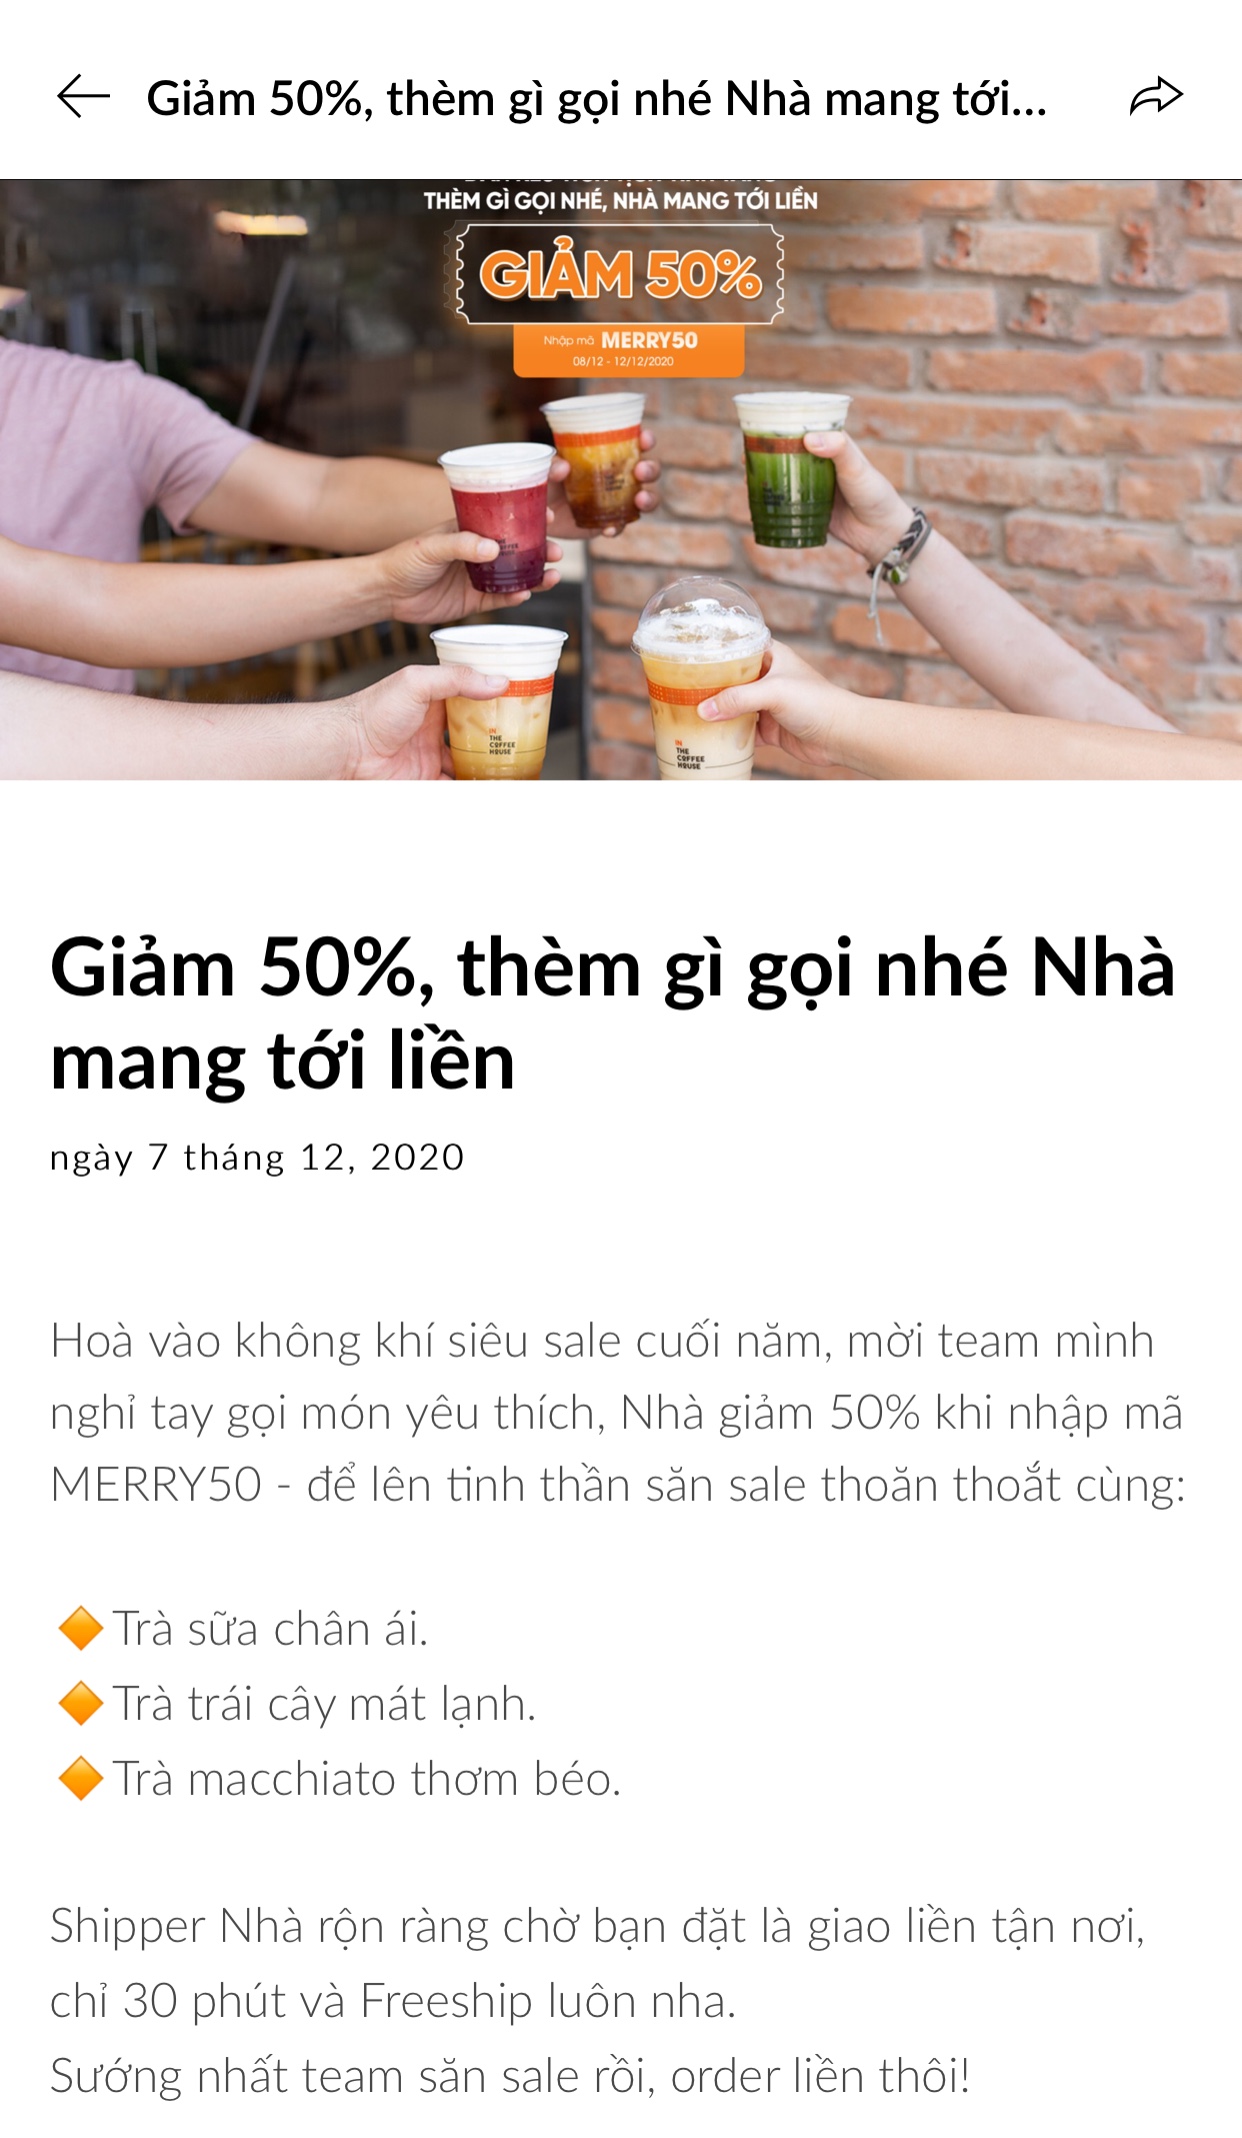 Giảm 50%, thèm gì gọi nhé Nhà mang tới...
THÈM GÌ GỌI NHÉ, NHÀ MANG TỚI LIỀN
GIẢM 50%
Nhập mã MERRY50
08/12 - 12/12/2020
IN
THE
COFFEE
HOUSE
IN
THE
COFFEE
HOUSE
Giảm 50%, thèm gì gọi nhé Nhà
mang tới liền
ngày 7 tháng 12, 2020
Hoà vào không khí siêu sale cuối năm, mời team mình
nghỉ tay gọi món yêu thích, Nhà giảm 50% khi nhập mã
MERRY50 - để lên tinh thần săn sale thoăn thoắt cùng:
🔶Trà sữa chân ái.
🔶Trà trái cây mát lạnh.
🔶Trà macchiato thơm béo.
Shipper Nhà rộn ràng chờ bạn đặt là giao liền tận nơi,
chỉ 30 phút và Freeship luôn nha.
Sướng nhất team săn sale rồi, order liền thôi!